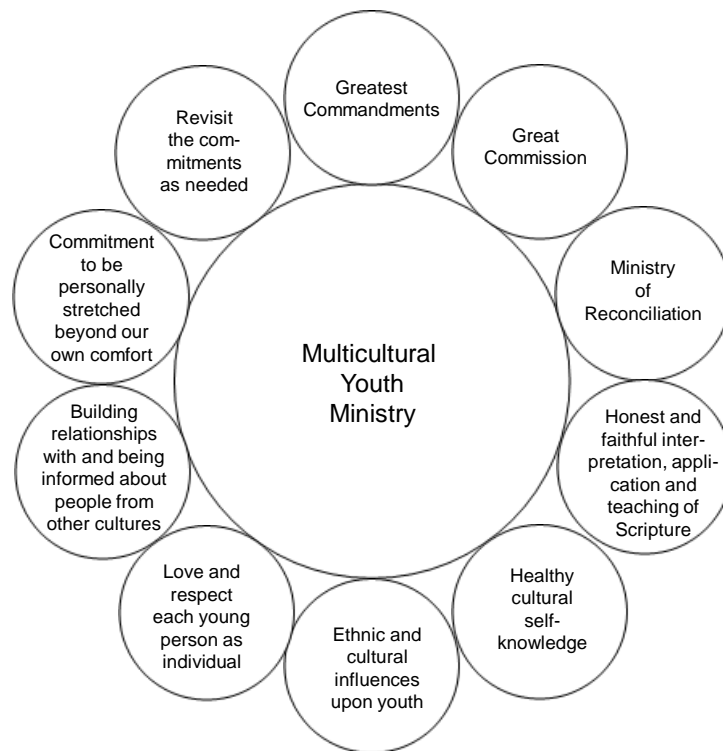 Greatest
Commandments
Great
Commission
Ministry
of
Reconciliation
Honest and
faithful inter-
pretation, appli-
cation and
teaching of
Scripture
Healthy
cultural
self-
knowledge
Ethnic and
cultural
influences
upon youth
Love and
respect
each young
person as
individual
Building
relationships
with and being
informed about
people from
other cultures
Commitment
to be
personally
stretched
beyond our
own comfort
Revisit
the com-
mitments
as needed
Multicultural
Youth
Ministry